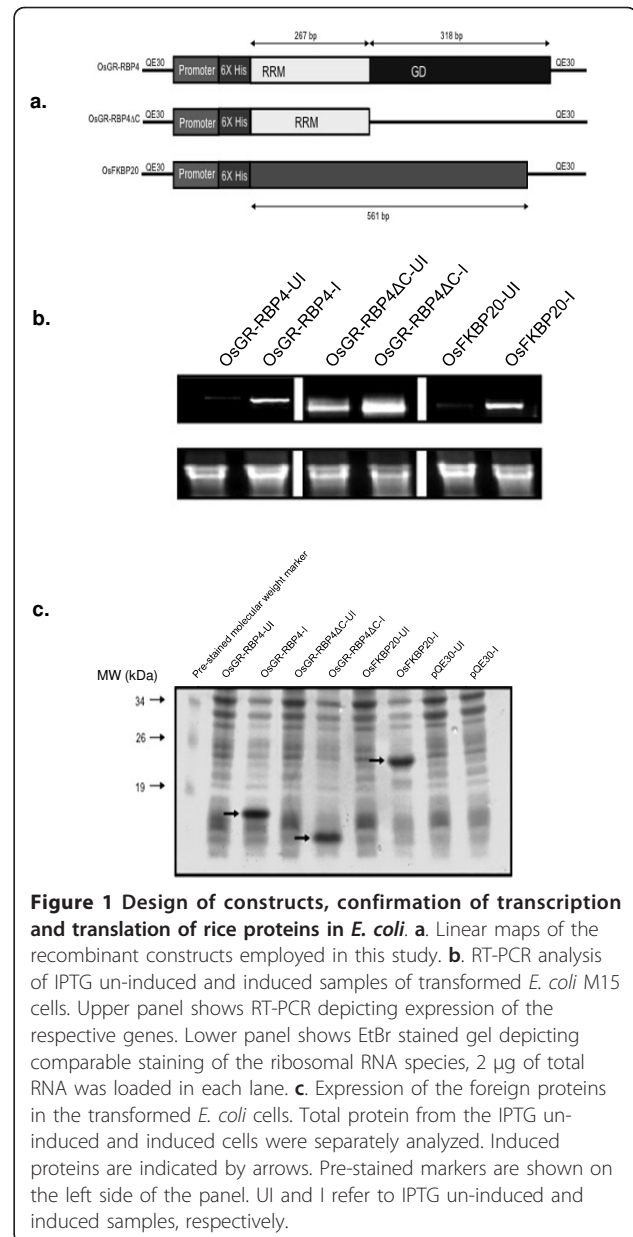 267 bp 318 bp
OsGR-RBP4 QE30 Promoter 6X His RRM GD QE30
a.
OsGR-RBP4ΔC QE30 Promoter 6X His RRM QE30
OsFKBP20 QE30 Promoter 6X His QE30
561 bp
b.
OsGR-RBP4-UI
OsGR-RBP4-I
OsGR-RBP4ΔC-UI
OsGR-RBP4ΔC-I
OsFKBP20-UI
OsFKBP20-I
c.
Pre-stained molecular weight marker
OsGR-RBP4-UI
OsGR-RBP4-I
OsGR-RBP4ΔC-UI
OsGR-RBP4ΔC-I
OsFKBP20-UI
OsFKBP20-I
pQE30-UI
pQE30-I
MW (kDa)
34
26
19
Figure 1 Design of constructs, confirmation of transcription
and translation of rice proteins in E. coli. a. Linear maps of the
recombinant constructs employed in this study. b. RT-PCR analysis
of IPTG un-induced and induced samples of transformed E. coli M15
cells. Upper panel shows RT-PCR depicting expression of the
respective genes. Lower panel shows EtBr stained gel depicting
comparable staining of the ribosomal RNA species, 2 μg of total
RNA was loaded in each lane. c. Expression of the foreign proteins
in the transformed E. coli cells. Total protein from the IPTG un-
induced and induced cells were separately analyzed. Induced
proteins are indicated by arrows. Pre-stained markers are shown on
the left side of the panel. UI and I refer to IPTG un-induced and
induced samples, respectively.